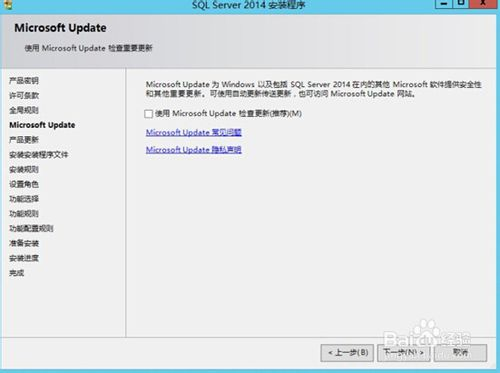 SQL Server 2014 安装程序
Microsoft Update
使用 Microsoft Update 检查重要更新
产品密钥
许可条款
全局规则
Microsoft Update
产品更新
安装安装程序文件
安装规则
设置角色
功能选择
功能规则
功能配置规则
准备安装
安装进度
完成
Microsoft Update 为 Windows 以及包括 SQL Server 2014 在内的其他 Microsoft 软件提供安全性
和其他重要更新。可使用自动更新传送更新，也可访问 Microsoft Update 网站。
使用 Microsoft Update 检查更新(推荐)(M)
Microsoft Update 常见问题
Microsoft Update 隐私声明
Baidu 经验
< 上一步(B)
下一步(N) >
取消